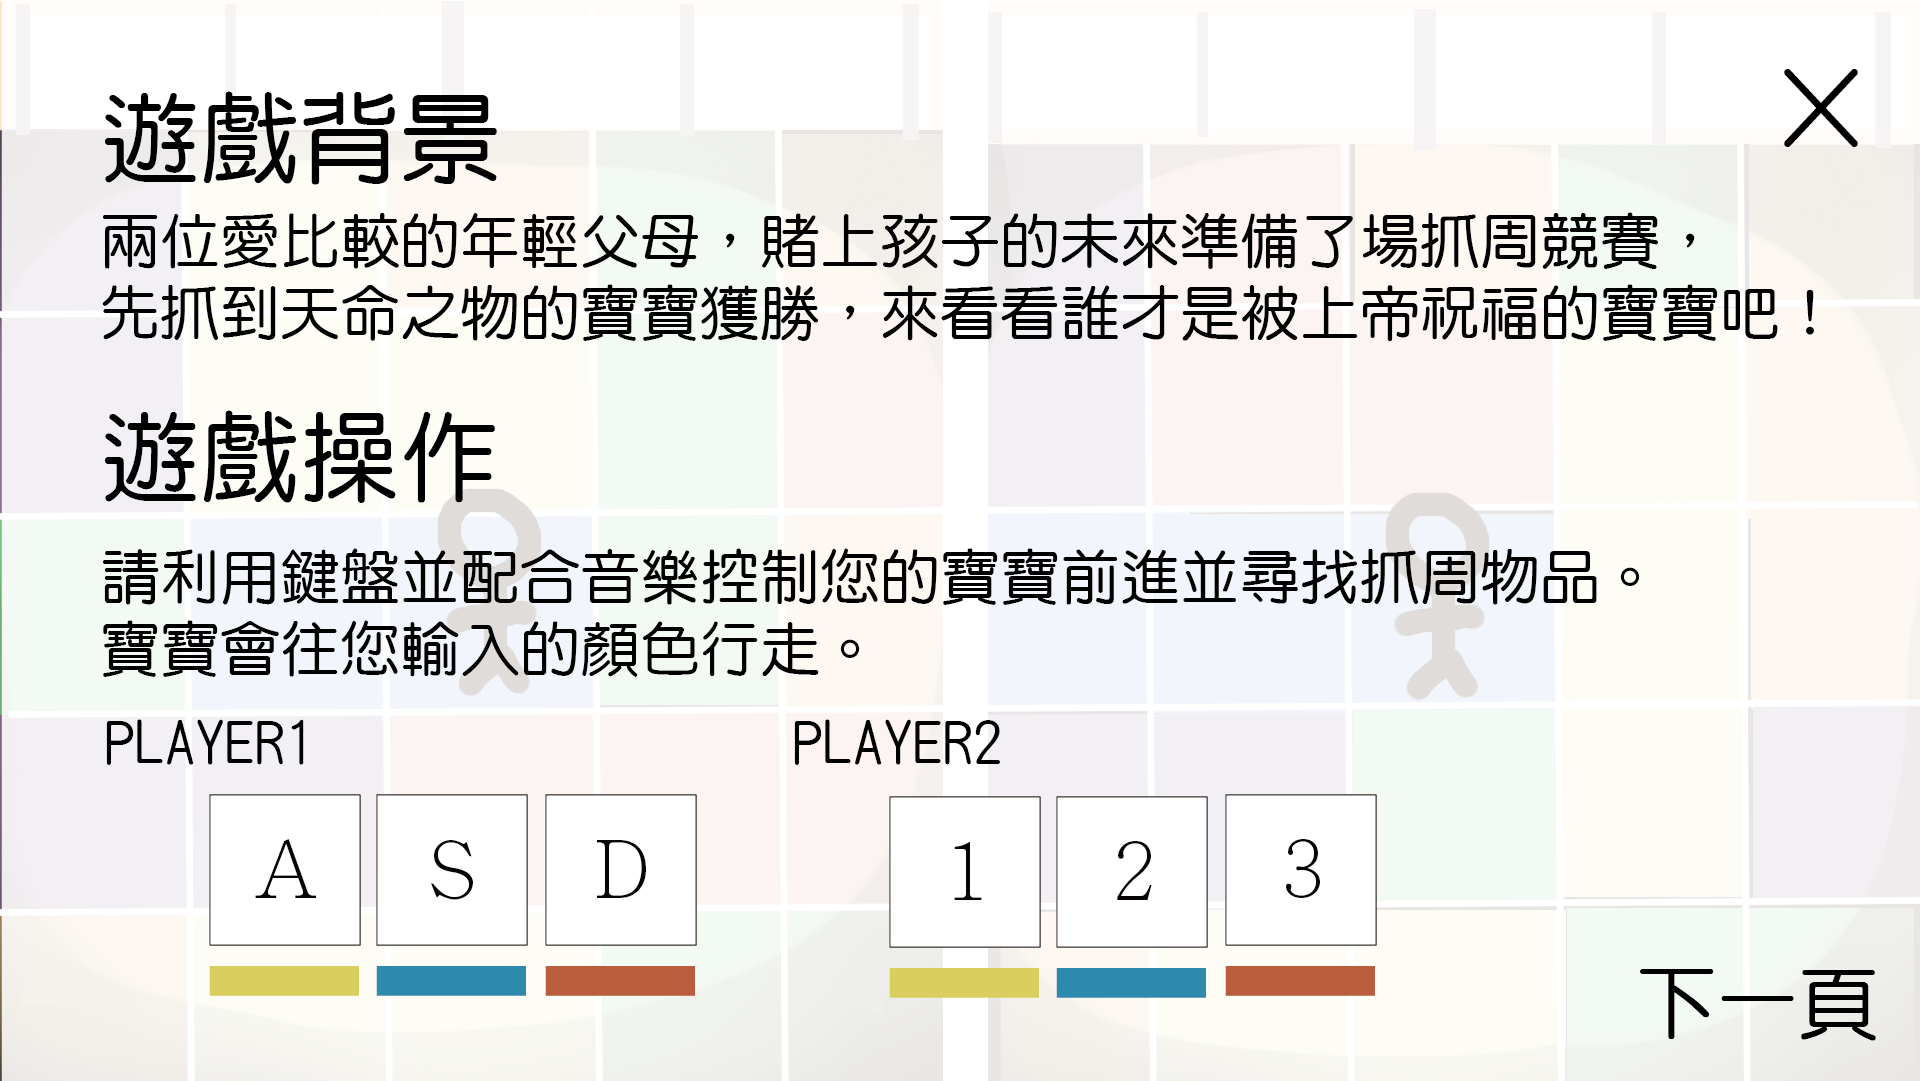 遊戲背景
兩位愛比較的年輕父母，賭上孩子的未來準備了場抓周競賽，
先抓到天命之物的寶寶獲勝，來看看誰才是被上帝祝福的寶寶吧！
遊戲操作
請利用鍵盤並配合音樂控制您的寶寶前進並尋找抓周物品。
寶寶會往您輸入的顏色行走。
PLAYER1 PLAYER2
A S D 1 2 3
下一頁